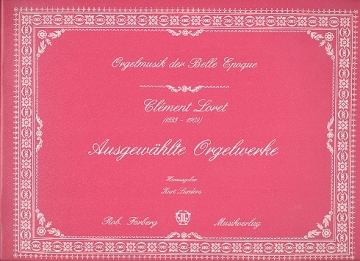 Orgelmusik der Belle Epoque
Clément Loret
(1833 - 1909)
Ausgewählte Orgelwerke
Herausgeber
Kurt Lueders
Rob. Forberg Musikverlag